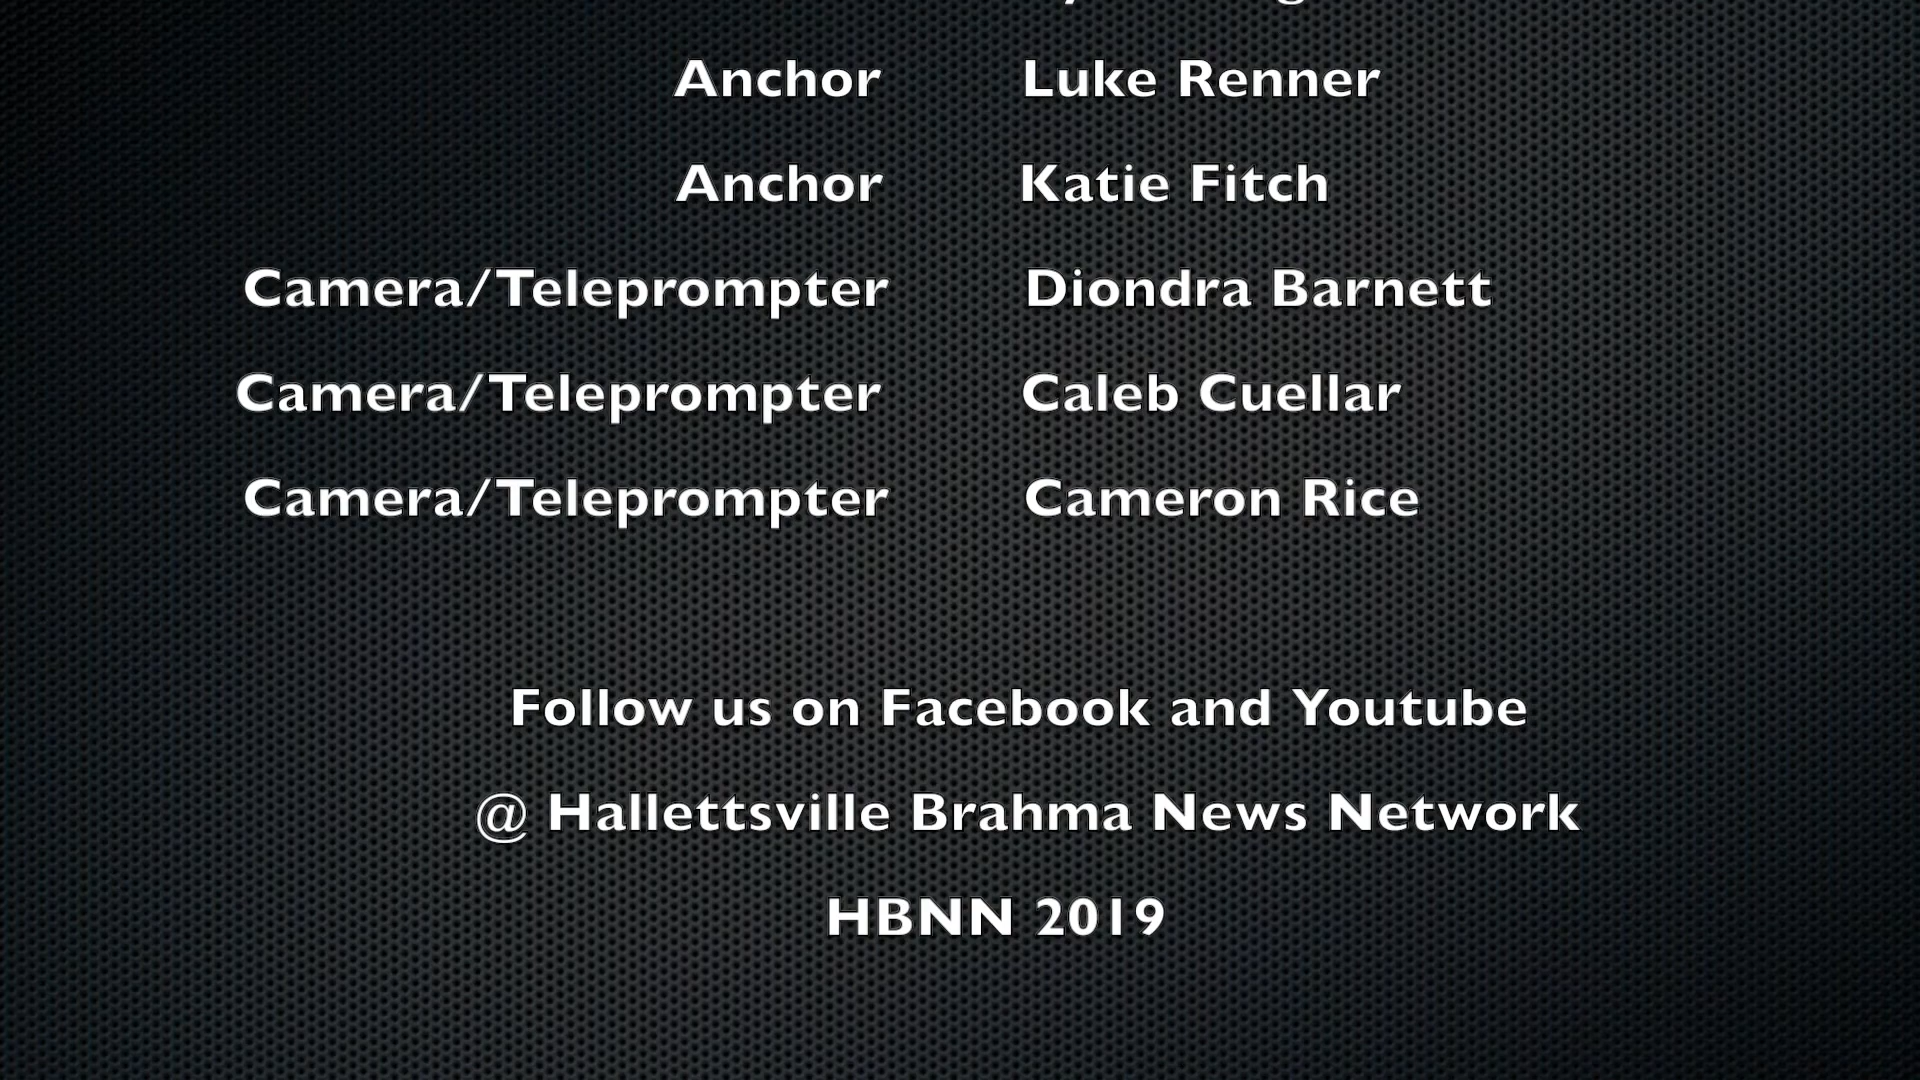 Anchor Luke Renner
Anchor Katie Fitch
Camera/Teleprompter Diondra Barnett
Camera/Teleprompter Caleb Cuellar
Camera/Teleprompter Cameron Rice
Follow us on Facebook and Youtube
@ Hallettsville Brahma News Network
HBNN 2019